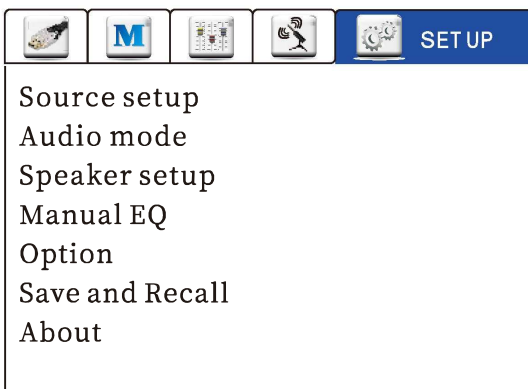 M
SETUP
Source setup
Audio mode
Speaker setup
Manual EQ
Option
Save and Recall
About